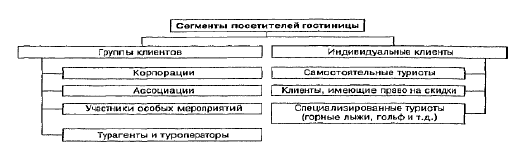 Сегменты посетителей гостиницы
Группы клиентов
Индивидуальные клиенты
Корпорации
Самостоятельные туристы
Ассоциации
Клиенты, имеющие право на скидки
Участники особых мероприятий
Специализированные туристы
(горные лыжи, гольф и т.д.)
Турагенты и туроператоры